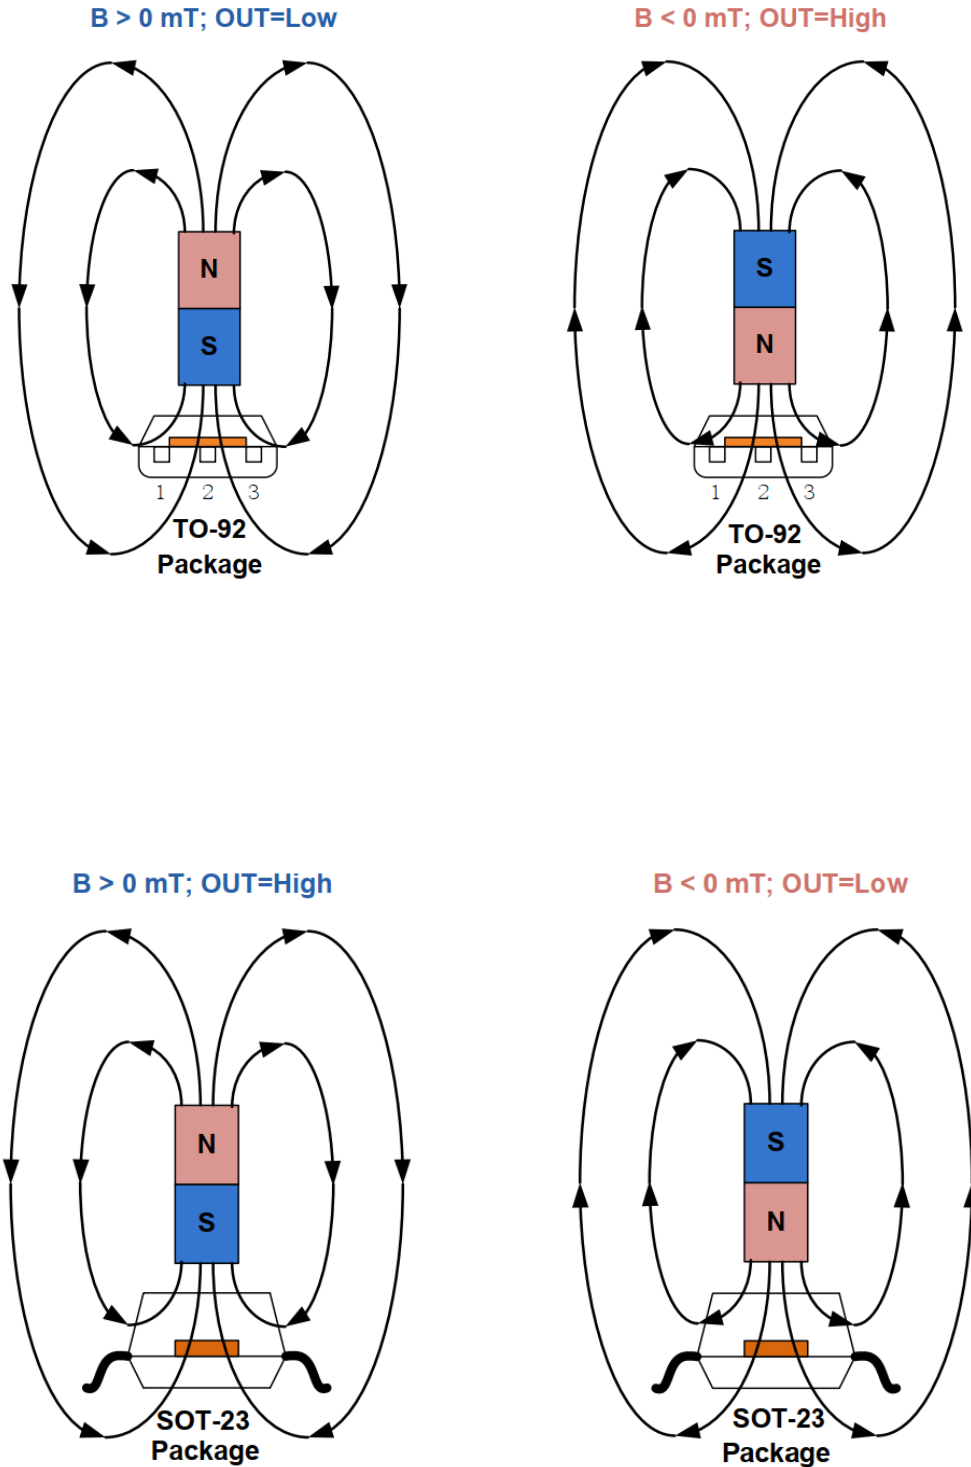 B > 0 mT; OUT=Low
B < 0 mT; OUT=High
N
S
S
N
1 2 3
1 2 3
TO-92
Package
TO-92
Package
B > 0 mT; OUT=High
B < 0 mT; OUT=Low
N
S
S
N
SOT-23
Package
SOT-23
Package